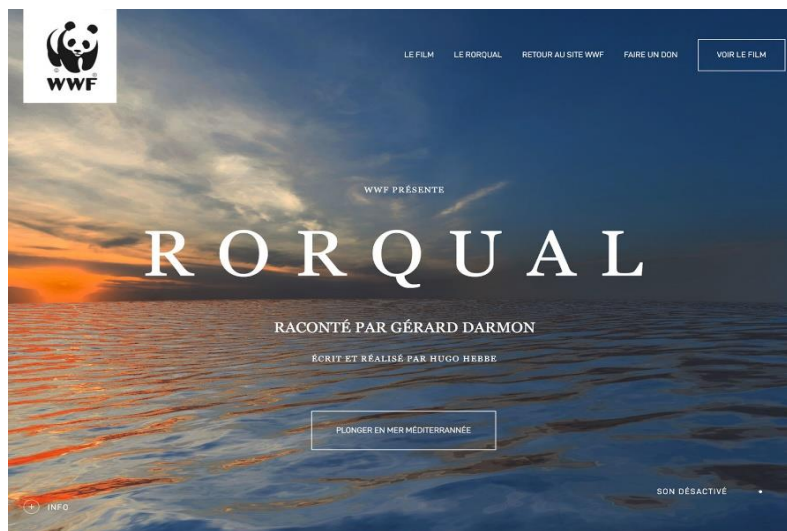 WWF
LE FILM LE RORQUAL RETOUR AU SITE WWF FAIRE UN DON VOIR LE FILM
WWF PRÉSENTE
RORQUAL
RACONTÉ PAR GÉRARD DARMON
ÉCRIT ET RÉALISÉ PAR HUGO HEBBE
PLONGER EN MER MÉDITERRANNÉE
SON DÉSACTIVÉ
INFO